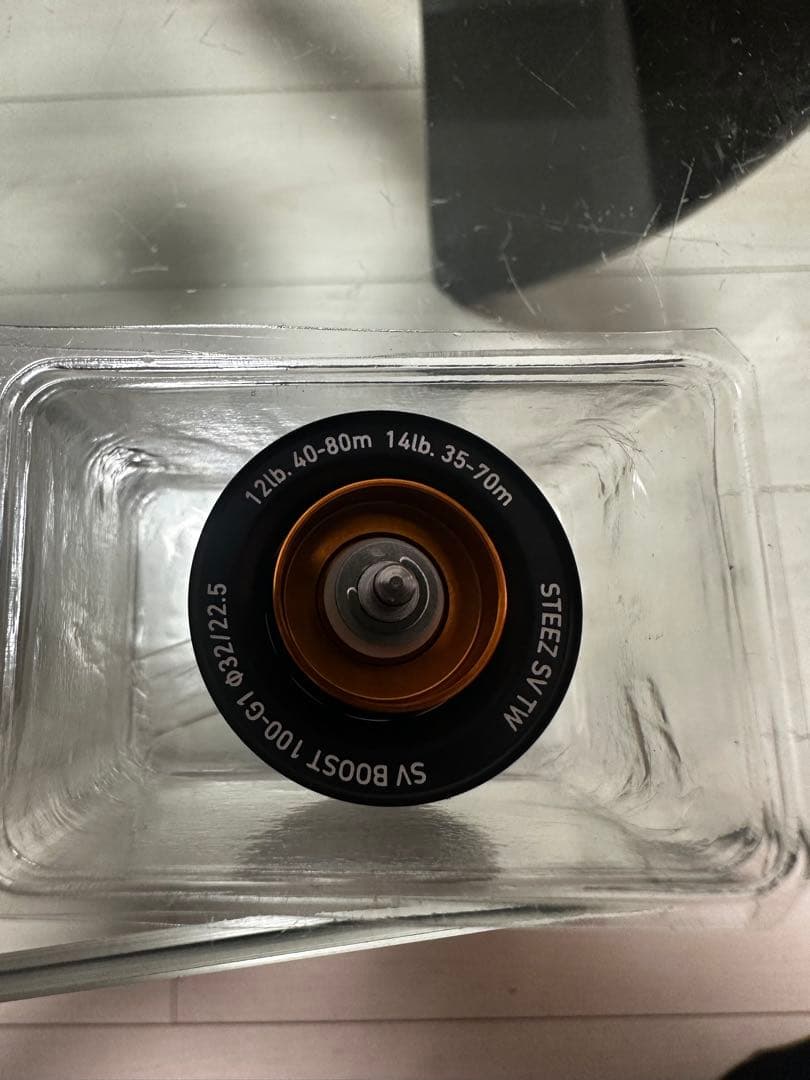 12lb. 40-80m 14lb. 35-70m
STEEZ SV TW
SV BOOST 100-G1 Φ32/22.5